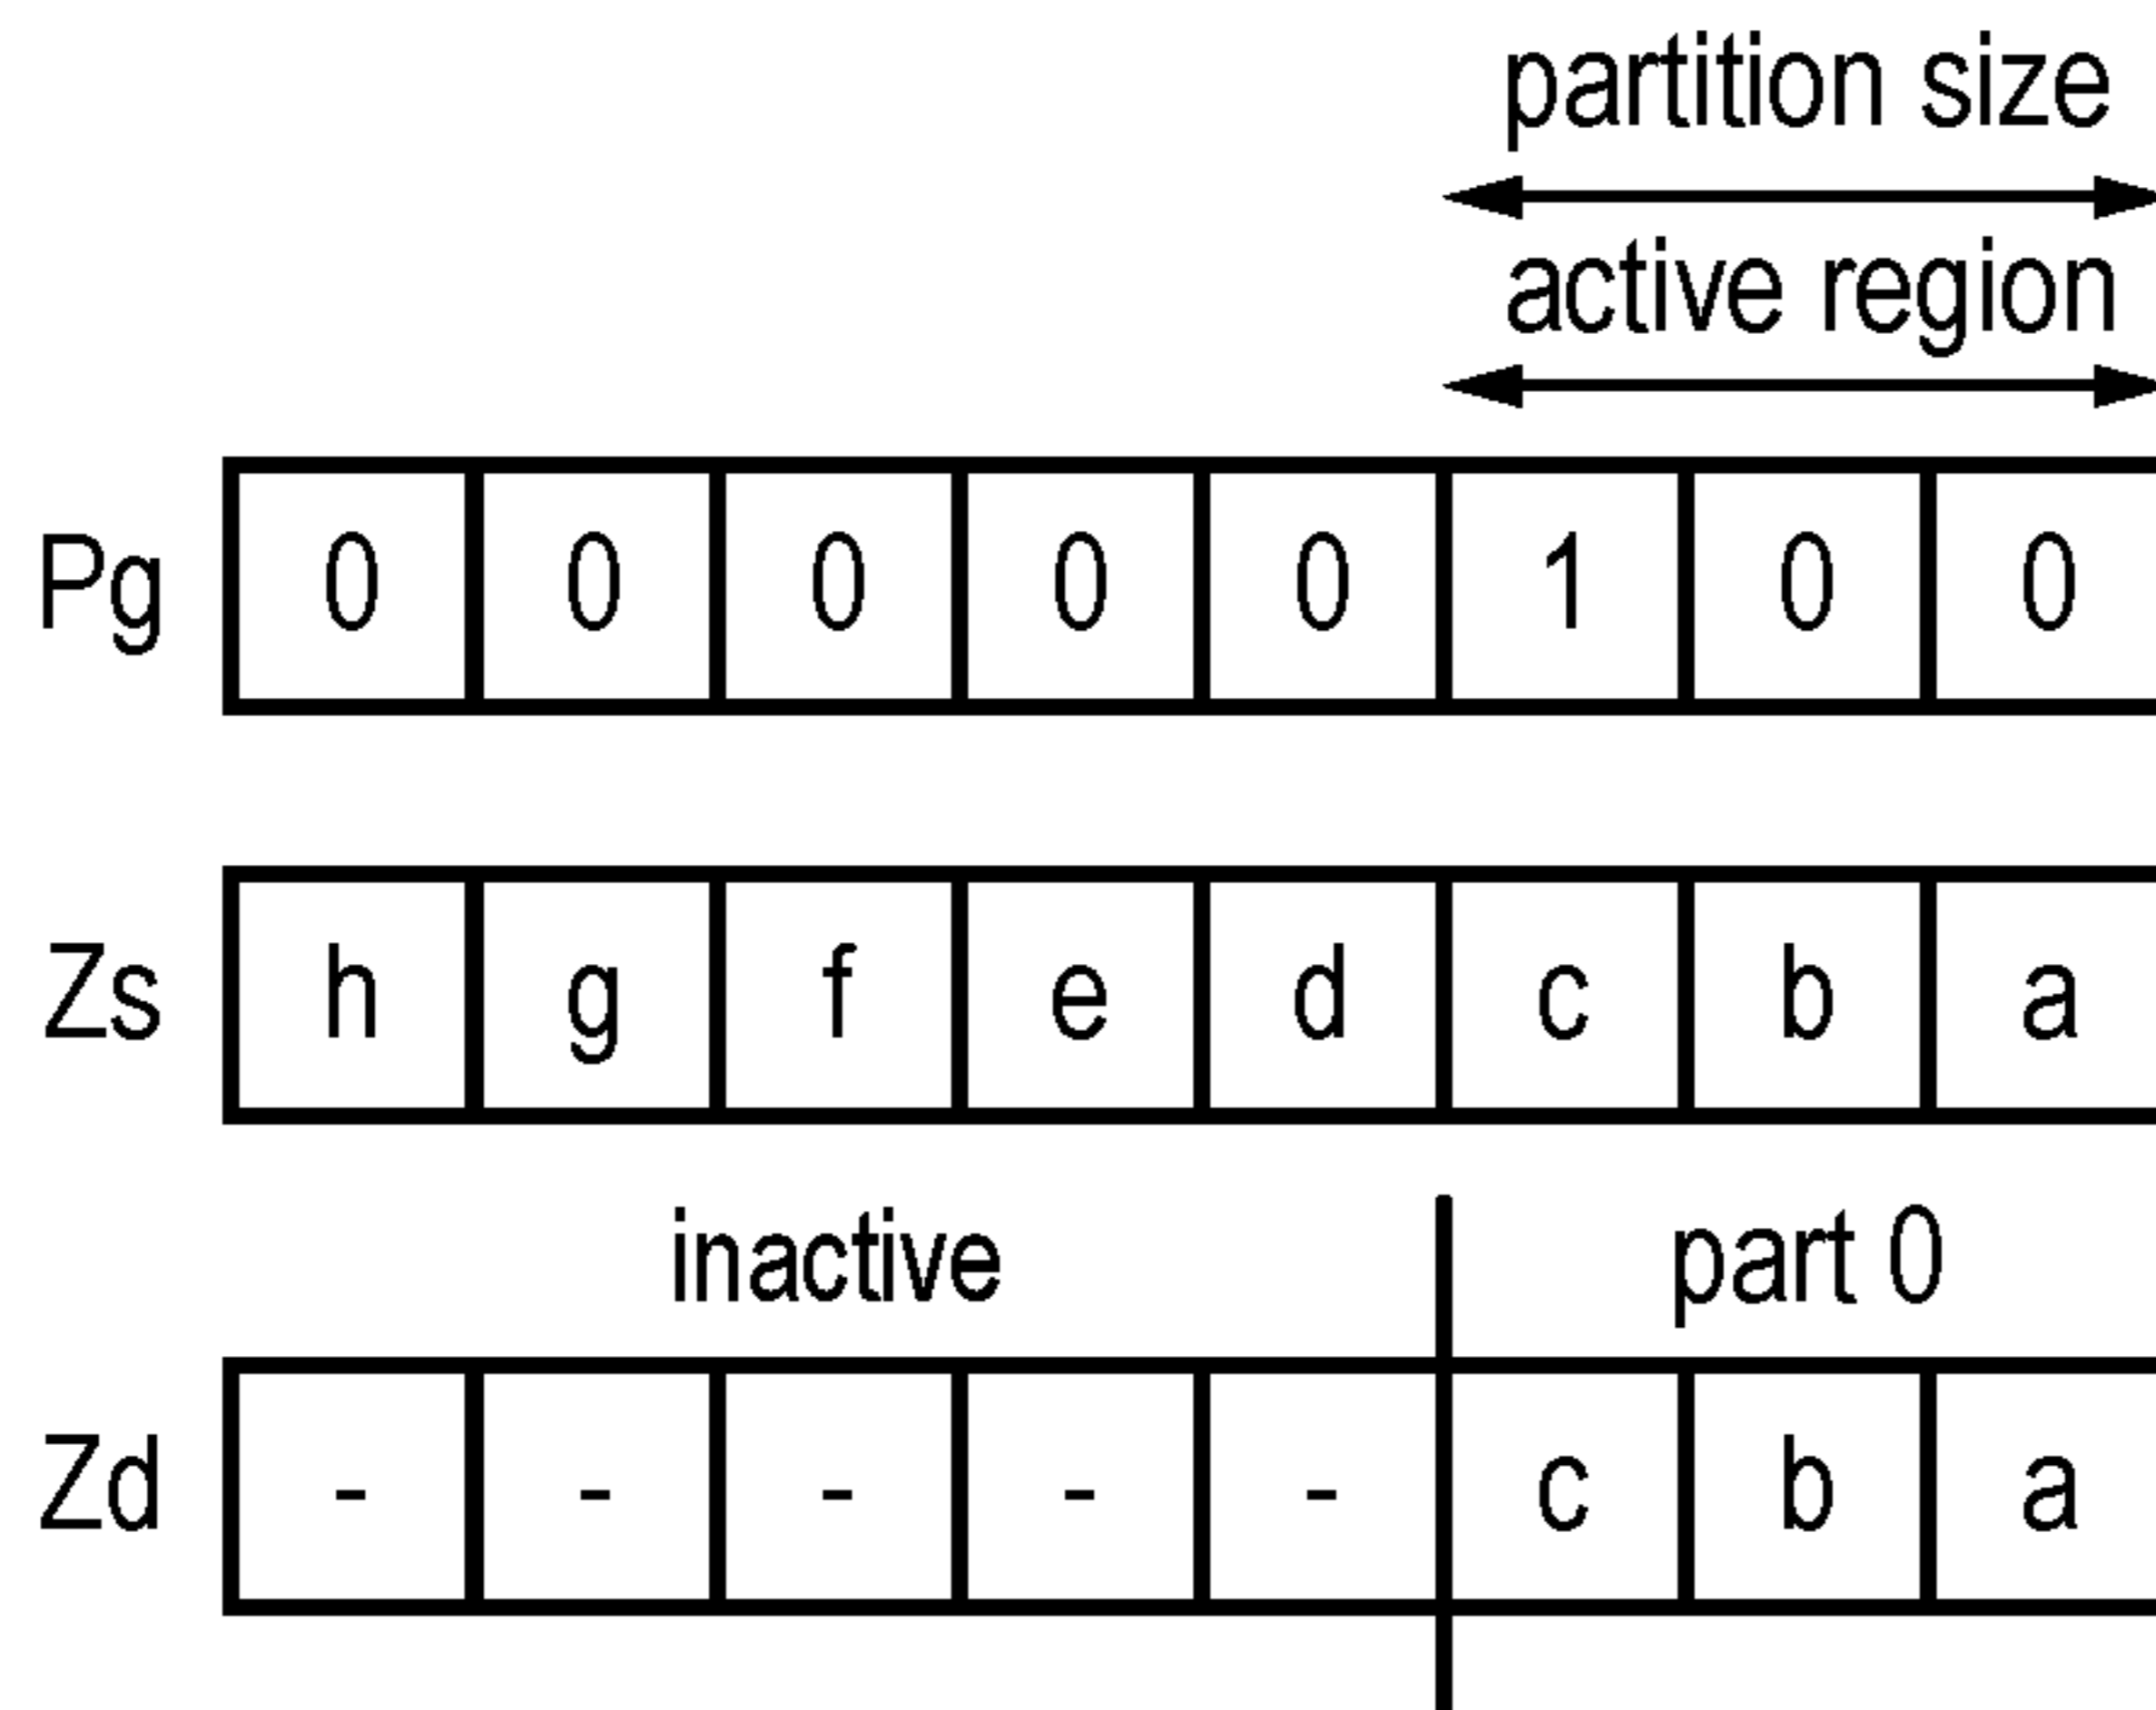 partition size
active region
Pg 0 0 0 0 0 1 0 0
Zs h g f e d c b a
inactive part 0
Zd - - - - - c b a